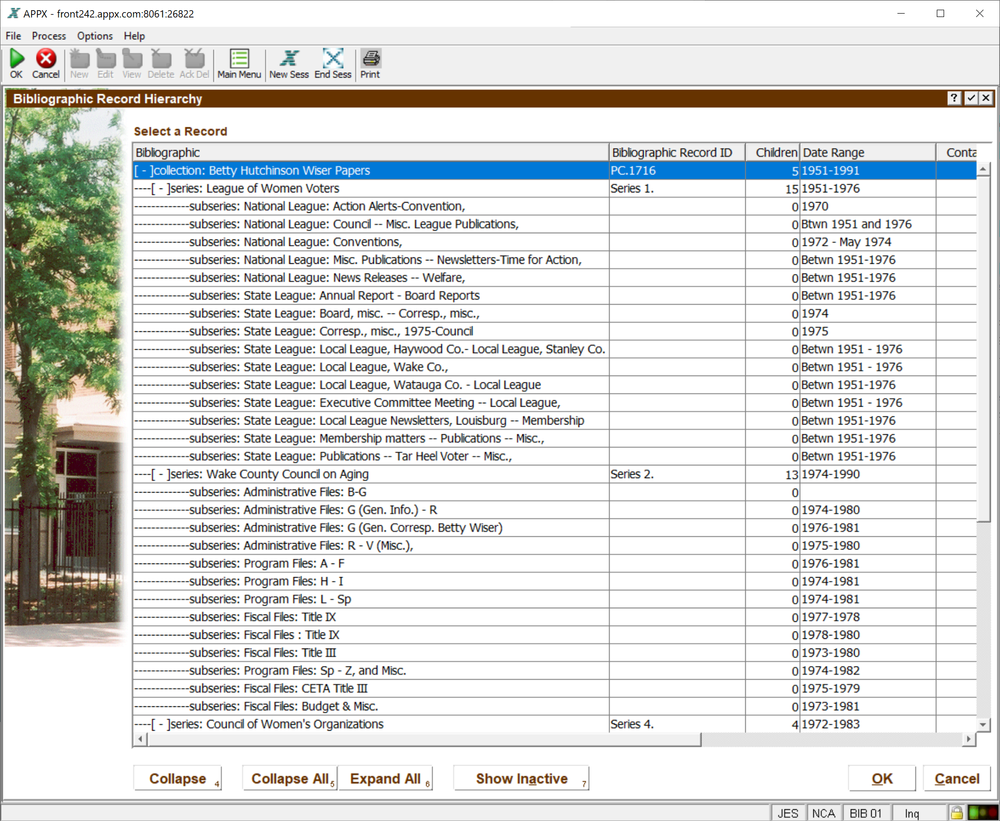 APPX - front242.appx.com:8061:26822
File Process Options Help
OK Cancel New Edit View Delete Ack Del Main Menu New Sess End Sess Print
Bibliographic Record Hierarchy
Select a Record
Bibliographic Bibliographic Record ID Children Date Range Conta
[ - ]collection: Betty Hutchinson Wiser Papers PC.1716 5 1951-1991
----[ - ]series: League of Women Voters Series 1. 15 1951-1976
-------------subseries: National League: Action Alerts-Convention, 0 1970
-------------subseries: National League: Council -- Misc. League Publications, 0 Btwn 1951 and 1976
-------------subseries: National League: Conventions, 0 1972 - May 1974
-------------subseries: National League: Misc. Publications -- Newsletters-Time for Action, 0 Betwn 1951-1976
-------------subseries: National League: News Releases -- Welfare, 0 Betwn 1951-1976
-------------subseries: State League: Annual Report - Board Reports 0 Betwn 1951-1976
-------------subseries: State League: Board, misc. -- Corresp., misc., 0 1974
-------------subseries: State League: Corresp., misc., 1975-Council 0 1975
-------------subseries: State League: Local League, Haywood Co.- Local League, Stanley Co. 0 Betwn 1951 - 1976
-------------subseries: State League: Local League, Wake Co., 0 Betwn 1951 - 1976
-------------subseries: State League: Local League, Watauga Co. - Local League 0 Betwn 1951-1976
-------------subseries: State League: Executive Committee Meeting -- Local League, 0 Betwn 1951 - 1976
-------------subseries: State League: Local League Newsletters, Louisburg -- Membership 0 Betwn 1951-1976
-------------subseries: State League: Membership matters -- Publications -- Misc., 0 Betwn 1951-1976
-------------subseries: State League: Publications -- Tar Heel Voter -- Misc., 0 Betwn 1951-1976
----[ - ]series: Wake County Council on Aging Series 2. 13 1974-1990
-------------subseries: Administrative Files: B-G 0
-------------subseries: Administrative Files: G (Gen. Info.) - R 0 1974-1980
-------------subseries: Administrative Files: G (Gen. Corresp. Betty Wiser) 0 1976-1981
-------------subseries: Administrative Files: R - V (Misc.), 0 1975-1980
-------------subseries: Program Files: A - F 0 1976-1981
-------------subseries: Program Files: H - I 0 1974-1981
-------------subseries: Program Files: L - Sp 0 1974-1981
-------------subseries: Fiscal Files: Title IX 0 1977-1978
-------------subseries: Fiscal Files : Title IX 0 1978-1980
-------------subseries: Fiscal Files: Title III 0 1973-1980
-------------subseries: Program Files: Sp - Z, and Misc. 0 1974-1982
-------------subseries: Fiscal Files: CETA Title III 0 1975-1979
-------------subseries: Fiscal Files: Budget & Misc. 0 1973-1981
----[ - ]series: Council of Women's Organizations Series 4. 4 1972-1983
Collapse 4 Collapse All 5 Expand All 6 Show Inactive 7 OK Cancel
JES NCA BIB 01 Inq